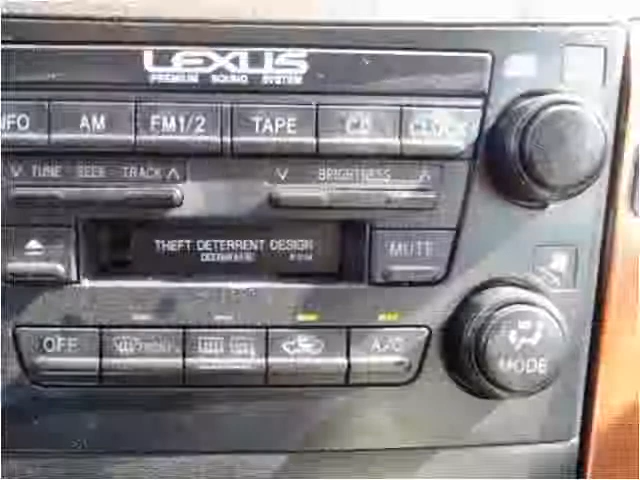 LEXUS
PREMIUM SOUND SYSTEM
INFO AM FM1/2 TAPE CD CLOCK
TUNE SEEK TRACK BRIGHTNESS
THEFT DETERRENT DESIGN
MUTE
OFF A/C
MODE